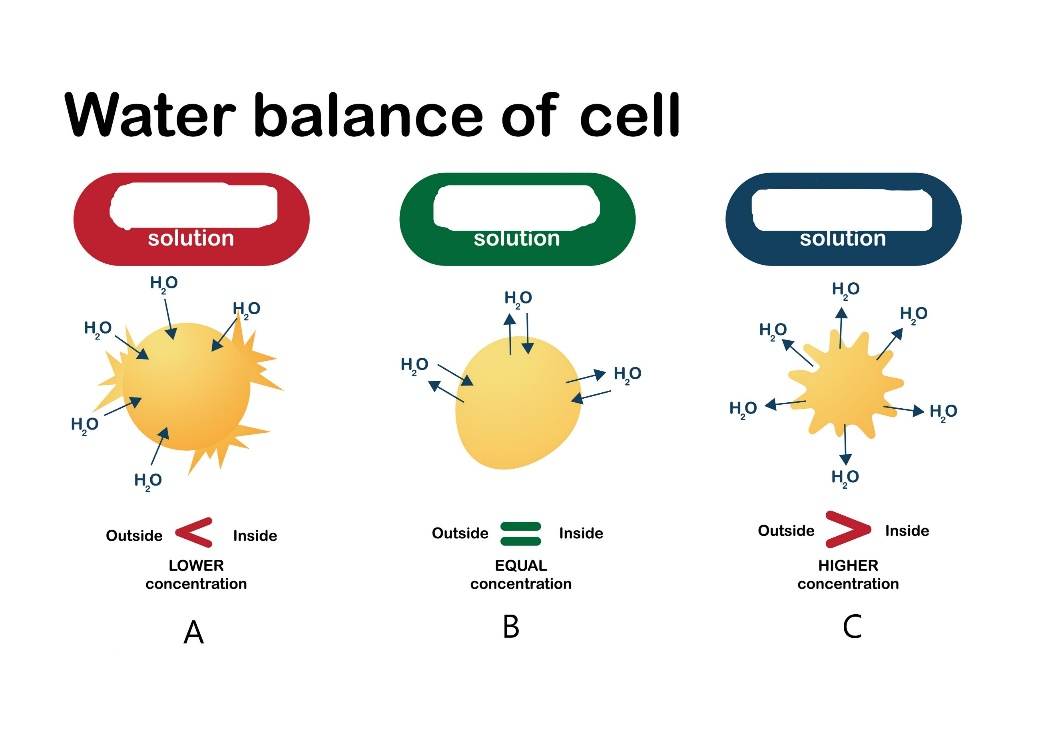 Water balance of cell
solution
solution
solution
H₂O
H₂O
H₂O
H₂O
H₂O
H₂O
H₂O
H₂O
H₂O
H₂O
H₂O
H₂O
H₂O
H₂O
Outside < Inside
LOWER
concentration
A
Outside = Inside
EQUAL
concentration
B
Outside > Inside
HIGHER
concentration
C